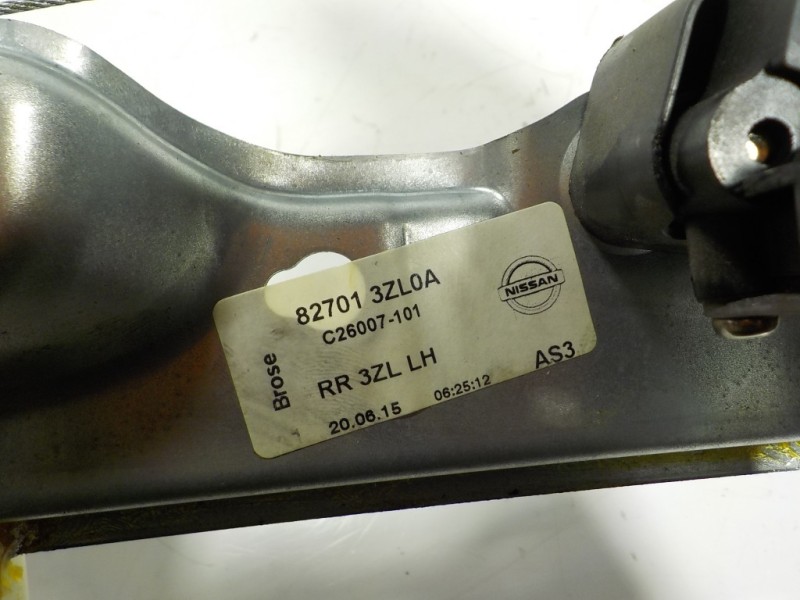 82701 3ZL0A
C26007-101
NISSAN
Brose
RR 3ZL LH
AS3
20.06.15
06:25:12